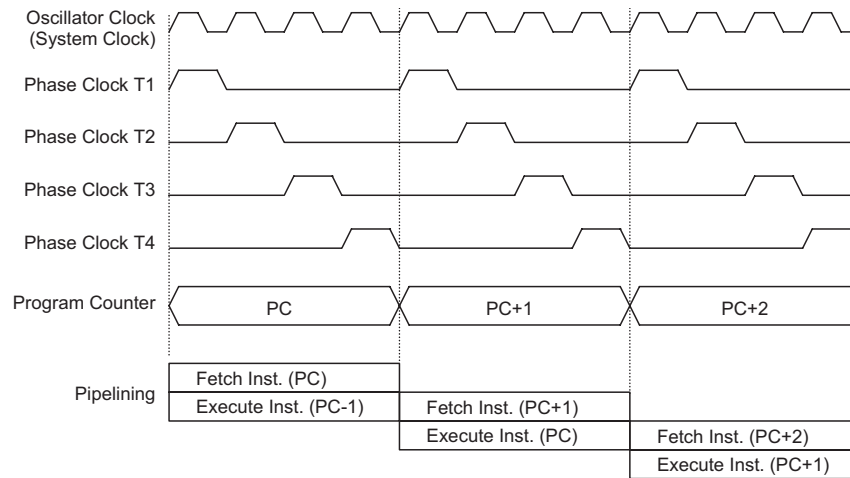 Oscillator Clock
(System Clock)
Phase Clock T1
Phase Clock T2
Phase Clock T3
Phase Clock T4
Program Counter
PC
PC+1
PC+2
Pipelining
Fetch Inst. (PC)
Execute Inst. (PC-1)
Fetch Inst. (PC+1)
Execute Inst. (PC)
Fetch Inst. (PC+2)
Execute Inst. (PC+1)